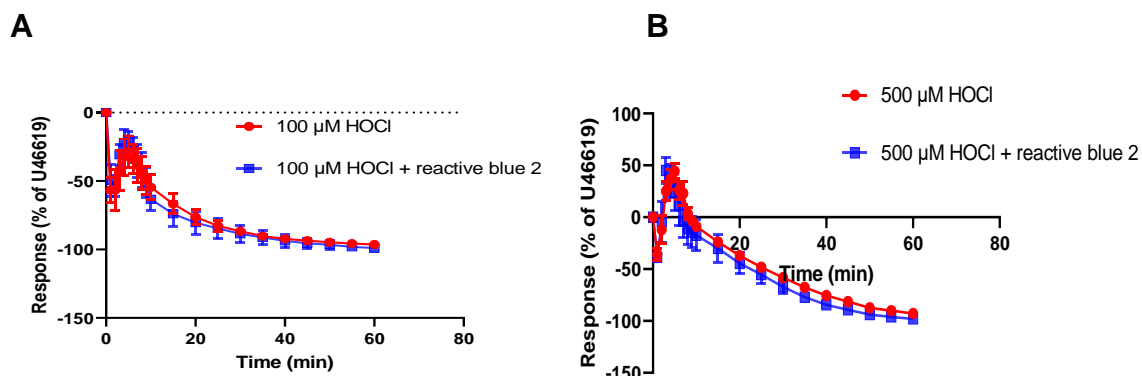 A
Response (% of U46619)
0
-50
-100
-150
100 µM HOCl
100 µM HOCl + reactive blue 2
0
20
40
60
80
Time (min)
B
Response (% of U46619)
100
50
0
-50
-100
-150
500 µM HOCl
500 µM HOCl + reactive blue 2
20
40
60
80
Time (min)